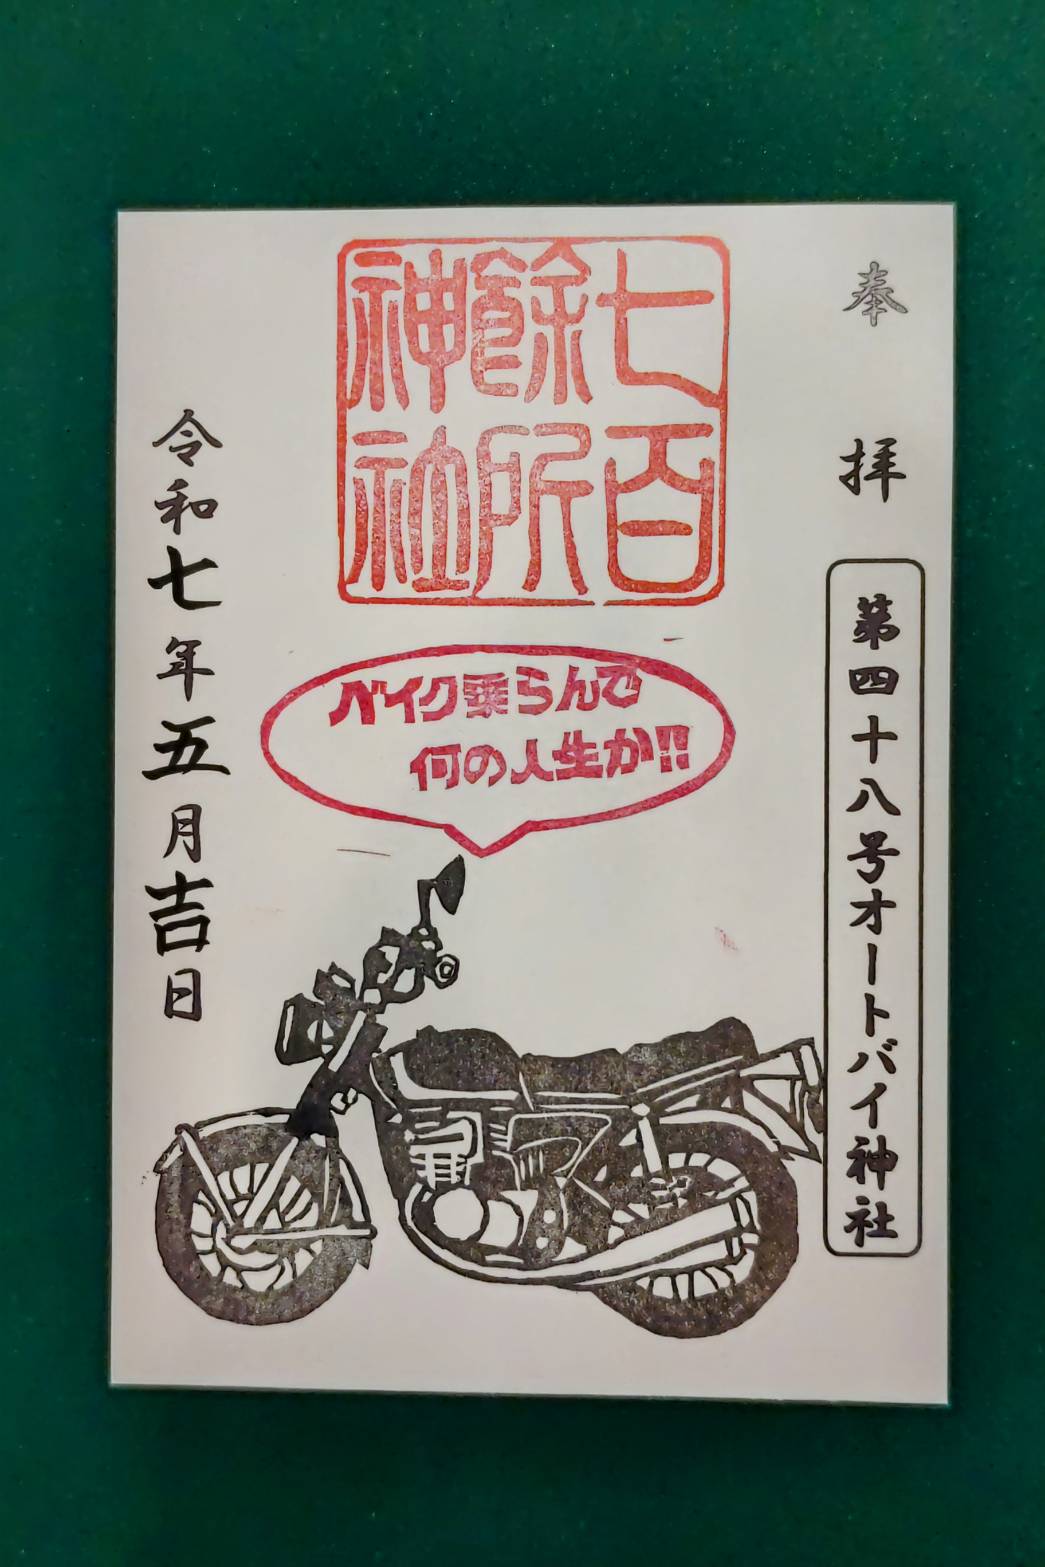 奉拝
第四十八号オートバイ神社
七百
餘所
神社
バイク乗らんで
何の人生か!!
令和七年五月吉日